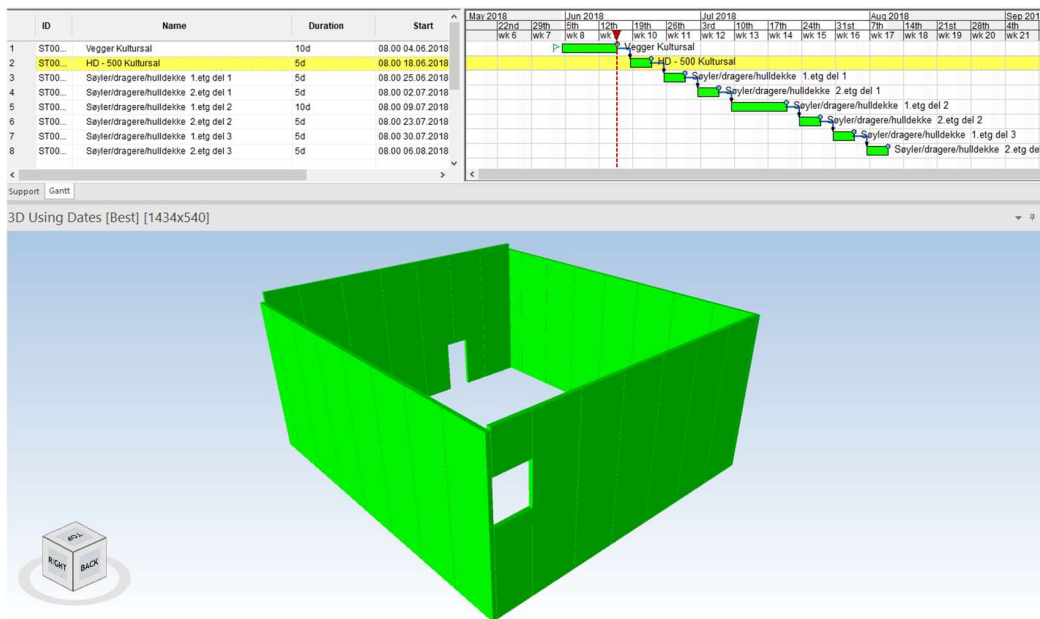 ID Name Duration Start
1 ST00... Vegger Kultursal 10d 08.00 04.06.2018
2 ST00... HD - 500 Kultursal 5d 08.00 18.06.2018
3 ST00... Søyler/dragere/hulldekke 1.etg del 1 5d 08.00 25.06.2018
4 ST00... Søyler/dragere/hulldekke 2.etg del 1 5d 08.00 02.07.2018
5 ST00... Søyler/dragere/hulldekke 1.etg del 2 10d 08.00 09.07.2018
6 ST00... Søyler/dragere/hulldekke 2.etg del 2 5d 08.00 23.07.2018
7 ST00... Søyler/dragere/hulldekke 1.etg del 3 5d 08.00 30.07.2018
8 ST00... Søyler/dragere/hulldekke 2.etg del 3 5d 08.00 06.08.2018
May 2018 Jun 2018 Jul 2018 Aug 2018 Sep 201
22nd 29th 5th 12th 19th 26th 3rd 10th 17th 24th 31st 7th 14th 21st 28th 4th
wk 6 wk 7 wk 8 wk wk 10 wk 11 wk 12 wk 13 wk 14 wk 15 wk 16 wk 17 wk 18 wk 19 wk 20 wk 21
Vegger Kultursal
HD - 500 Kultursal
Søyler/dragere/hulldekke 1.etg del 1
Søyler/dragere/hulldekke 2.etg del 1
Søyler/dragere/hulldekke 1.etg del 2
Søyler/dragere/hulldekke 2.etg del 2
Søyler/dragere/hulldekke 1.etg del 3
Søyler/dragere/hulldekke 2.etg de
Support Gantt
3D Using Dates [Best] [1434x540]
TOP
RIGHT BACK